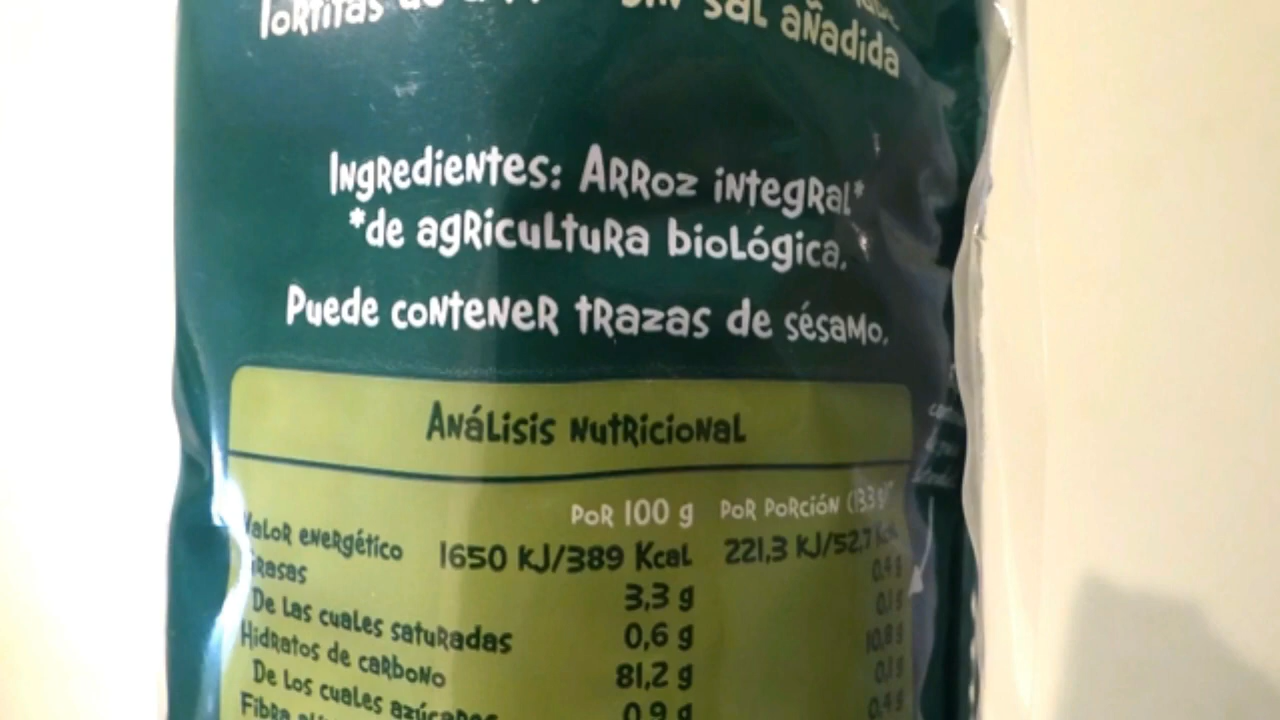 Tortitas de sin sal añadida
Ingredientes: Arroz integral*
*de agricultura biológica.
Puede contener trazas de sésamo.
Análisis nutricional
Por 100 g Por Porción (13,3 g)
Valor energético 1650 KJ/389 Kcal 221,3 KJ/52,7 Kcal
Grasas 3,3 g 0,4 g
De las cuales saturadas 0,6 g 0,1 g
Hidratos de carbono 81,2 g 10,8 g
De los cuales azúcares 0,9 g 0,1 g
Fibra 0,4 g